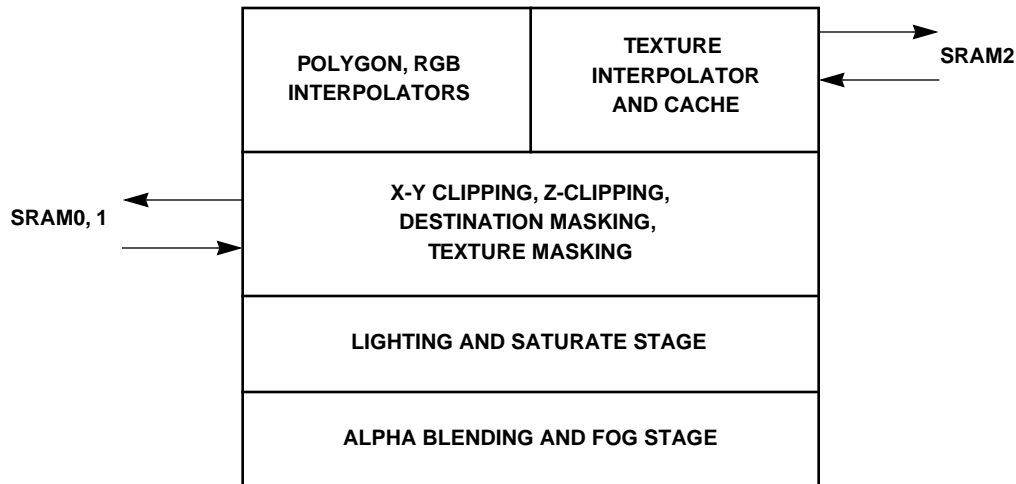 POLYGON, RGB
INTERPOLATORS
TEXTURE
INTERPOLATOR
AND CACHE
SRAM2
SRAM0, 1
X-Y CLIPPING, Z-CLIPPING,
DESTINATION MASKING,
TEXTURE MASKING
LIGHTING AND SATURATE STAGE
ALPHA BLENDING AND FOG STAGE